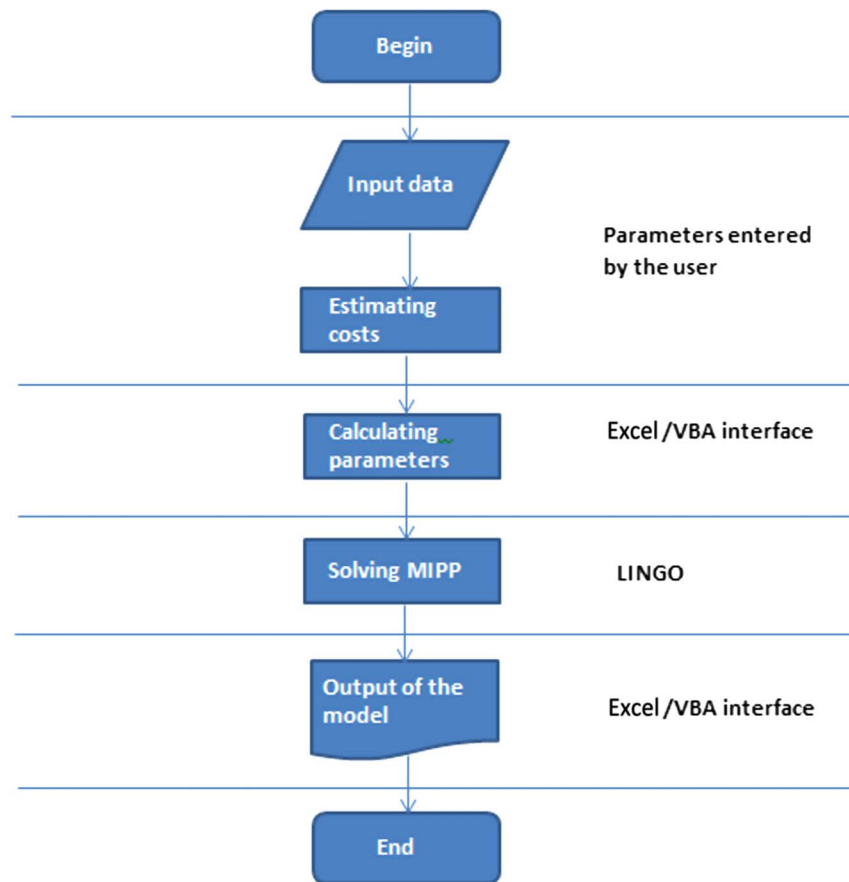 Begin
Input data
Parameters entered
by the user
Estimating
costs
Calculating
parameters
Excel /VBA interface
Solving MIPP
LINGO
Output of the
model
Excel /VBA interface
End